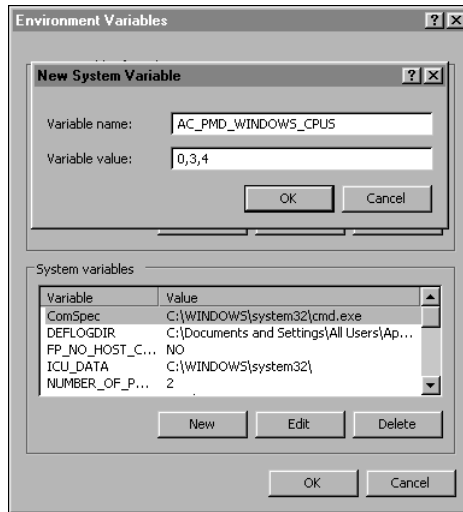 Environment Variables
New System Variable
Variable name: AC_PMD_WINDOWS_CPUS
Variable value: 0,3,4
OK Cancel
System variables
Variable Value
ComSpec C:\WINDOWS\system32\cmd.exe
DEFLOGDIR C:\Documents and Settings\All Users\Ap...
FP_NO_HOST_C... NO
ICU_DATA C:\WINDOWS\system32\
NUMBER_OF_P... 2
New Edit Delete
OK Cancel